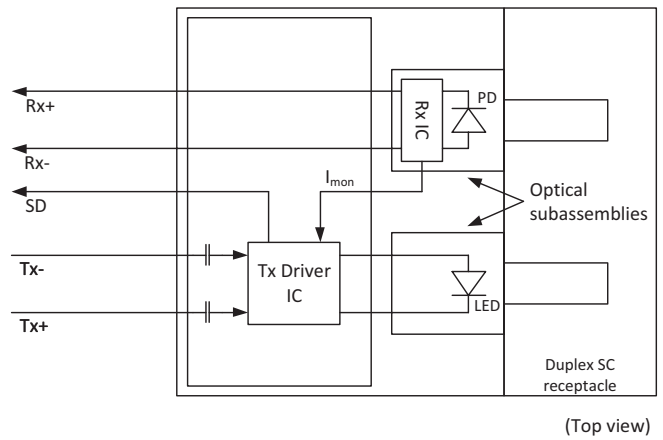 Rx+
Rx-
SD
Tx-
Tx+
Rx IC
PD
Imon
Optical
subassemblies
Tx Driver
IC
LED
Duplex SC
receptacle
(Top view)